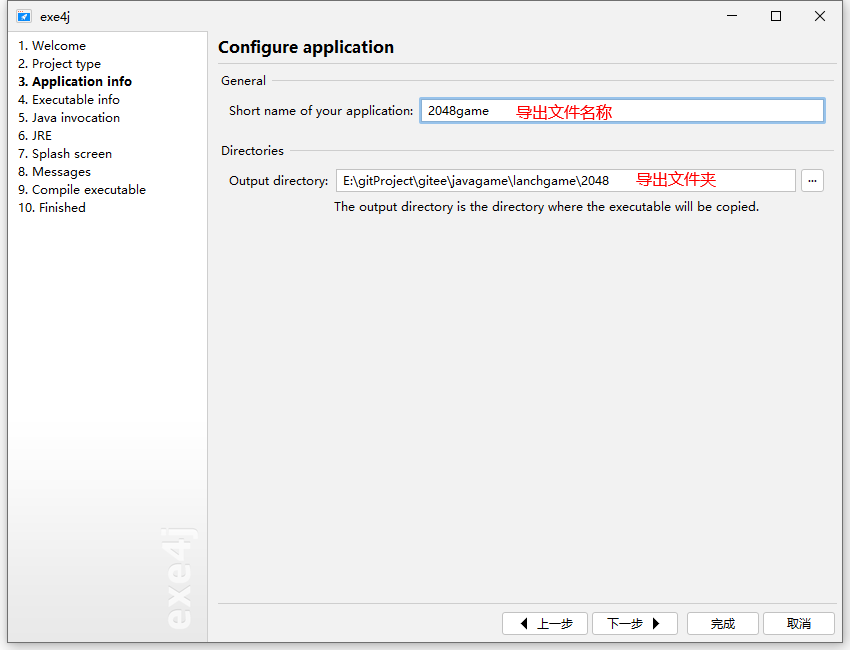 exe4j
1. Welcome
2. Project type
3. Application info
4. Executable info
5. Java invocation
6. JRE
7. Splash screen
8. Messages
9. Compile executable
10. Finished
exe4j
Configure application
General
Short name of your application: 2048game 导出文件名称
Directories
Output directory: E:\gitProject\gitee\javagame\lanchgame\2048 导出文件夹 ...
The output directory is the directory where the executable will be copied.
上一步 下一步 完成 取消